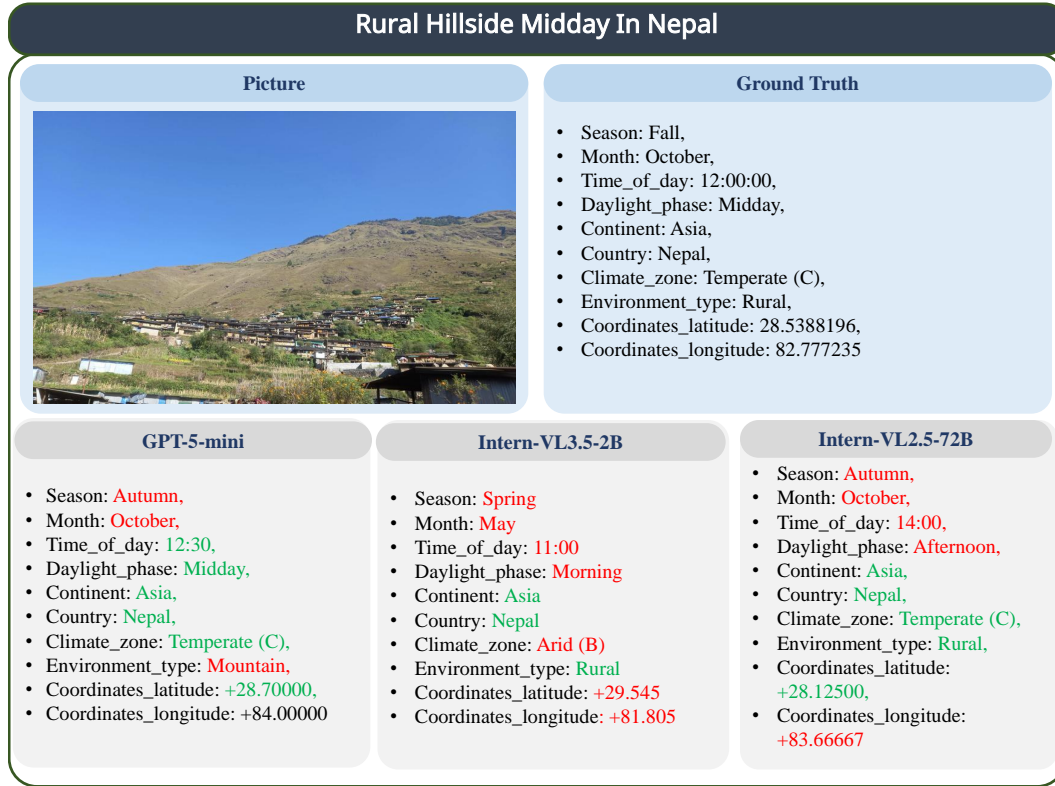 Rural Hillside Midday In Nepal
Picture
Ground Truth
• Season: Fall,
• Month: October,
• Time_of_day: 12:00:00,
• Daylight_phase: Midday,
• Continent: Asia,
• Country: Nepal,
• Climate_zone: Temperate (C),
• Environment_type: Rural,
• Coordinates_latitude: 28.5388196,
• Coordinates_longitude: 82.777235
GPT-5-mini
• Season: Autumn,
• Month: October,
• Time_of_day: 12:30,
• Daylight_phase: Midday,
• Continent: Asia,
• Country: Nepal,
• Climate_zone: Temperate (C),
• Environment_type: Mountain,
• Coordinates_latitude: +28.70000,
• Coordinates_longitude: +84.00000
Intern-VL3.5-2B
• Season: Spring
• Month: May
• Time_of_day: 11:00
• Daylight_phase: Morning
• Continent: Asia
• Country: Nepal
• Climate_zone: Arid (B)
• Environment_type: Rural
• Coordinates_latitude: +29.545
• Coordinates_longitude: +81.805
Intern-VL2.5-72B
• Season: Autumn,
• Month: October,
• Time_of_day: 14:00,
• Daylight_phase: Afternoon,
• Continent: Asia,
• Country: Nepal,
• Climate_zone: Temperate (C),
• Environment_type: Rural,
• Coordinates_latitude:
+28.12500,
• Coordinates_longitude:
+83.66667